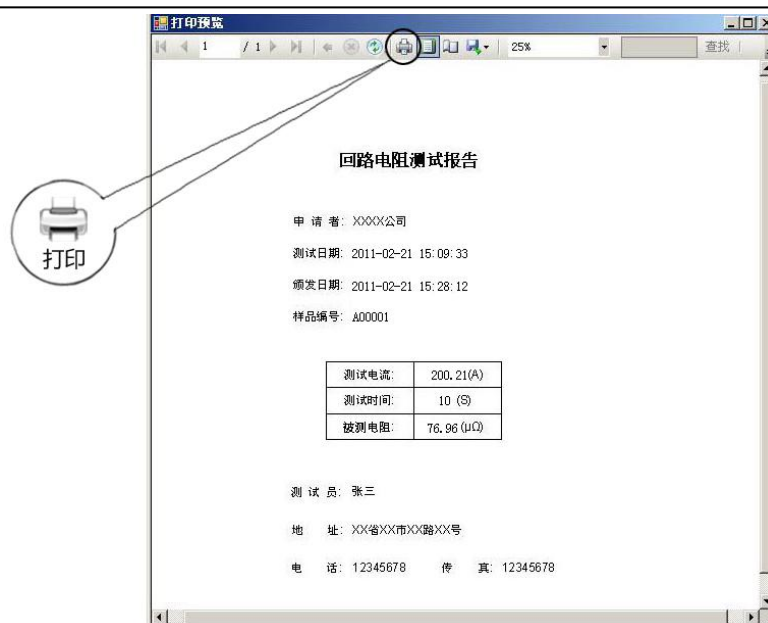 打印预览
1 / 1 25% 查找
回路电阻测试报告
申 请 者: XXXX公司
测试日期: 2011-02-21 15:09:33
颁发日期: 2011-02-21 15:28:12
样品编号: A00001
打印
测试电流: 200.21(A)
测试时间: 10 (S)
被测电阻: 76.96(μΩ)
测 试 员: 张三
地 址: XX省XX市XX路XX号
电 话: 12345678 传 真: 12345678